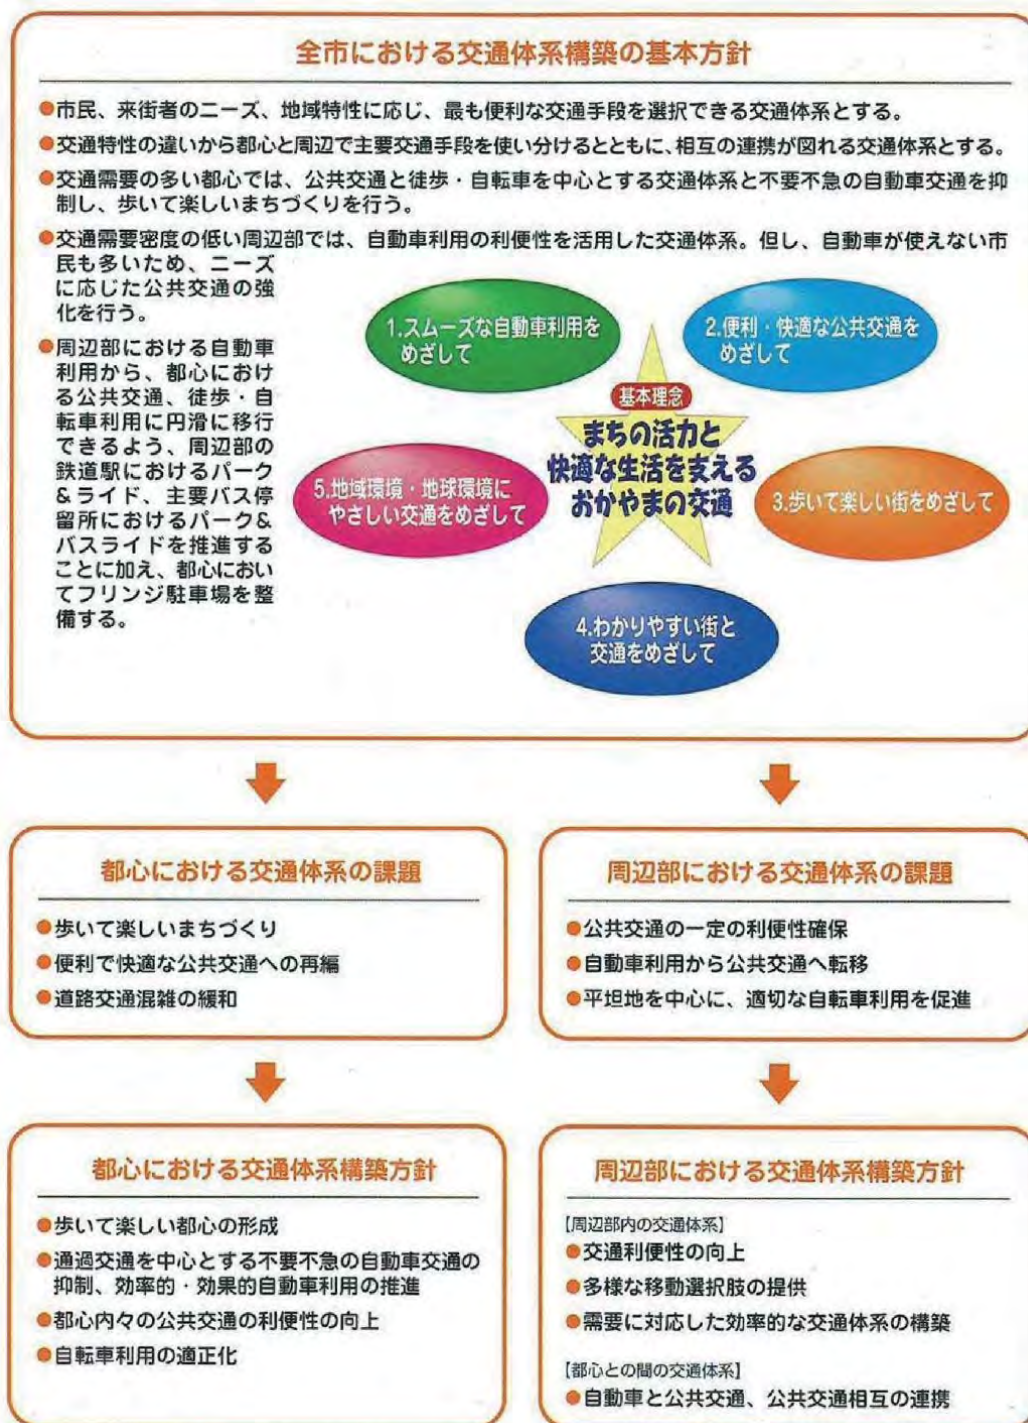 全市における交通体系構築の基本方針
●市民、来街者のニーズ、地域特性に応じ、最も便利な交通手段を選択できる交通体系とする。
●交通特性の違いから都心と周辺で主要交通手段を使い分けるとともに、相互の連携が図れる交通体系とする。
●交通需要の多い都心では、公共交通と徒歩・自転車を中心とする交通体系と不要不急の自動車交通を抑
制し、歩いて楽しいまちづくりを行う。
●交通需要密度の低い周辺部では、自動車利用の利便性を活用した交通体系。但し、自動車が使えない市
民も多いため、ニーズ
に応じた公共交通の強
化を行う。
●周辺部における自動車
利用から、都心におけ
る公共交通、徒歩・自
転車利用に円滑に移行
できるよう、周辺部の
鉄道駅におけるパーク
&ライド、主要バス停
留所におけるパーク&
バスライドを推進する
ことに加え、都心におい
てフリンジ駐車場を整
備する。
1.スムーズな自動車利用を
めざして
2.便利・快適な公共交通を
めざして
基本理念
まちの活力と
快適な生活を支える
おかやまの交通
5.地域環境・地球環境に
やさしい交通をめざして
3.歩いて楽しい街をめざして
4.わかりやすい街と
交通をめざして
都心における交通体系の課題
●歩いて楽しいまちづくり
●便利で快適な公共交通への再編
●道路交通混雑の緩和
周辺部における交通体系の課題
●公共交通の一定の利便性確保
●自動車利用から公共交通へ転移
●平坦地を中心に、適切な自転車利用を促進
都心における交通体系構築方針
●歩いて楽しい都心の形成
●通過交通を中心とする不要不急の自動車交通の
抑制、効率的・効果的自動車利用の推進
●都心内々の公共交通の利便性の向上
●自転車利用の適正化
周辺部における交通体系構築方針
【周辺部内の交通体系】
●交通利便性の向上
●多様な移動選択肢の提供
●需要に対応した効率的な交通体系の構築
【都心との間の交通体系】
●自動車と公共交通、公共交通相互の連携